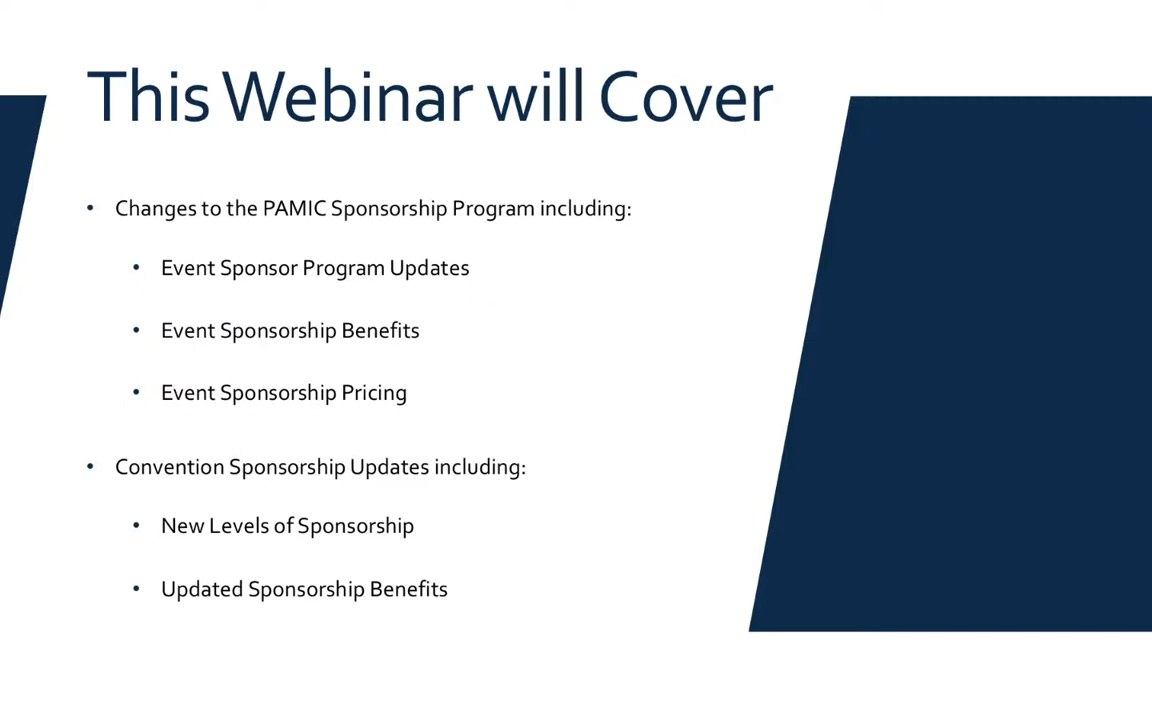 This Webinar will Cover
• Changes to the PAMIC Sponsorship Program including:
• Event Sponsor Program Updates
• Event Sponsorship Benefits
• Event Sponsorship Pricing
• Convention Sponsorship Updates including:
• New Levels of Sponsorship
• Updated Sponsorship Benefits